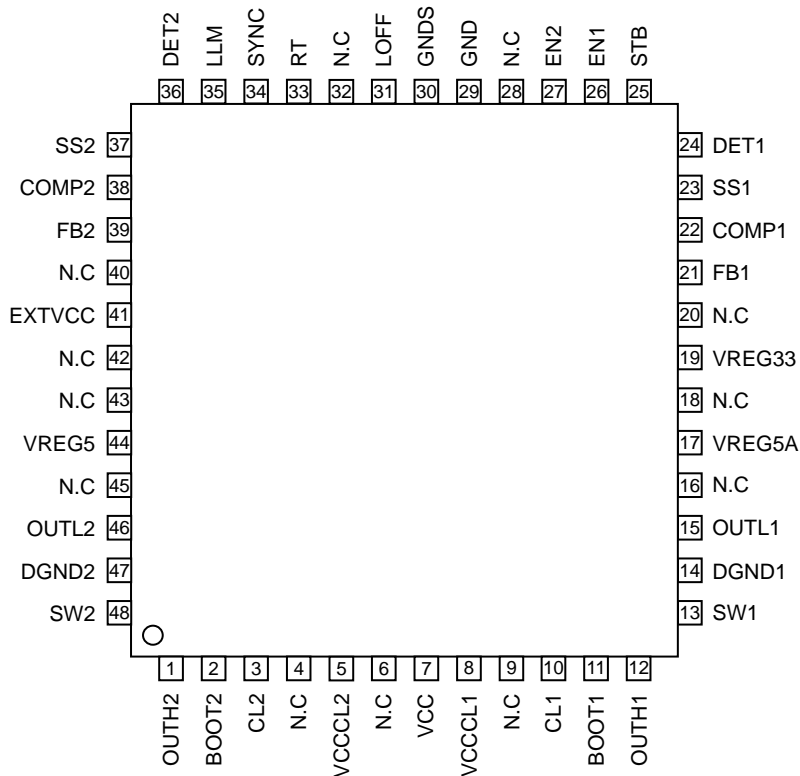 DET2 LLM SYNC RT N.C LOFF GNDS GND N.C EN2 EN1 STB
36 35 34 33 32 31 30 29 28 27 26 25
SS2 37 24 DET1
COMP2 38 23 SS1
FB2 39 22 COMP1
N.C 40 21 FB1
EXTVCC 41 20 N.C
N.C 42 19 VREG33
N.C 43 18 N.C
VREG5 44 17 VREG5A
N.C 45 16 N.C
OUTL2 46 15 OUTL1
DGND2 47 14 DGND1
SW2 48 13 SW1
1 2 3 4 5 6 7 8 9 10 11 12
OUTH2 BOOT2 CL2 N.C VCCCL2 N.C VCC VCCCL1 N.C CL1 BOOT1 OUTH1